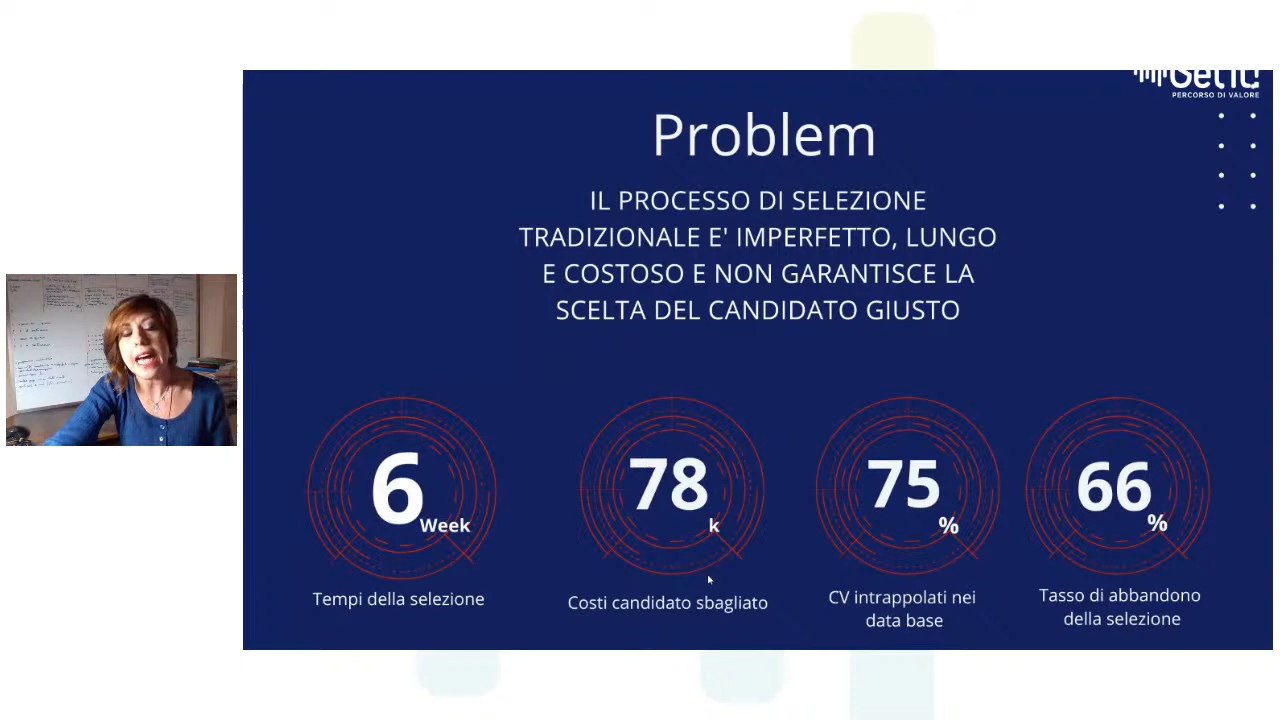 Get it!
PERCORSO DI VALORE
Problem
IL PROCESSO DI SELEZIONE
TRADIZIONALE E' IMPERFETTO, LUNGO
E COSTOSO E NON GARANTISCE LA
SCELTA DEL CANDIDATO GIUSTO
6 Week
78 k
75 %
66 %
Tempi della selezione
Costi candidato sbagliato
CV intrappolati nei
data base
Tasso di abbandono
della selezione